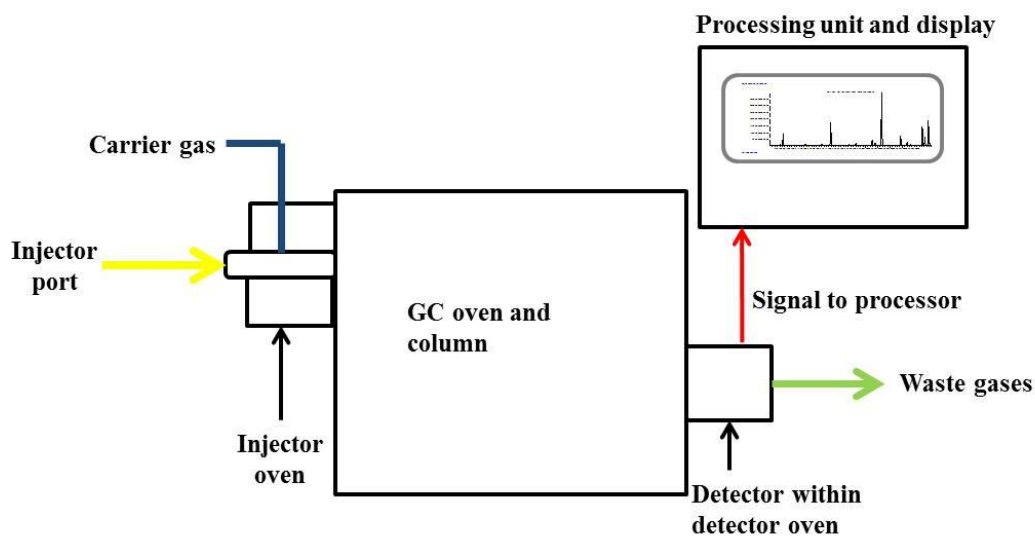 Processing unit and display
Carrier gas
Injector
port
GC oven and
column
Signal to processor
Waste gases
Injector
oven
Detector within
detector oven